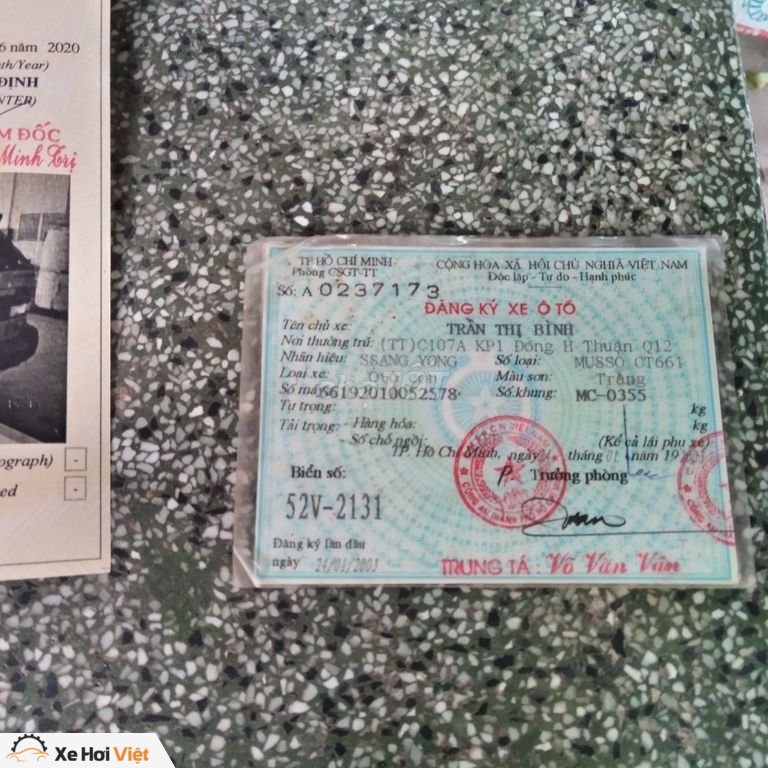 6 năm 2020
th/Year)
ĐỊNH
NTER)
M ĐỐC
Minh Trị
ograph) -
ed -
TP HỒ CHÍ MINH
Phòng CSGT-TT
CỘNG HÒA XÃ HỘI CHỦ NGHĨA VIỆT NAM
Độc lập - Tự do - Hạnh phúc
Số: A 0237173
ĐĂNG KÝ XE Ô TÔ
Tên chủ xe: TRẦN THỊ BÌNH
Nơi thường trú: (TT)C107A KP1 Đông H Thuận Q12
Nhãn hiệu: SSANG YONG Số loại: MUSSO CT661
Loại xe: Ô con Màu sơn: Trắng
Số máy: 66192010052578 Số khung: MC-0355
Tự trọng: kg
Tải trọng: - Hàng hóa: kg
- Số chỗ ngồi: (Kể cả lái phụ xe)
TP. Hồ Chí Minh, ngày tháng 01 năm
Biển số: P. Trưởng phòng
52V-2131
Đăng ký lần đầu
ngày 24/01/2003
TRUNG TÁ : Võ Văn Vân
Xe Hơi Việt